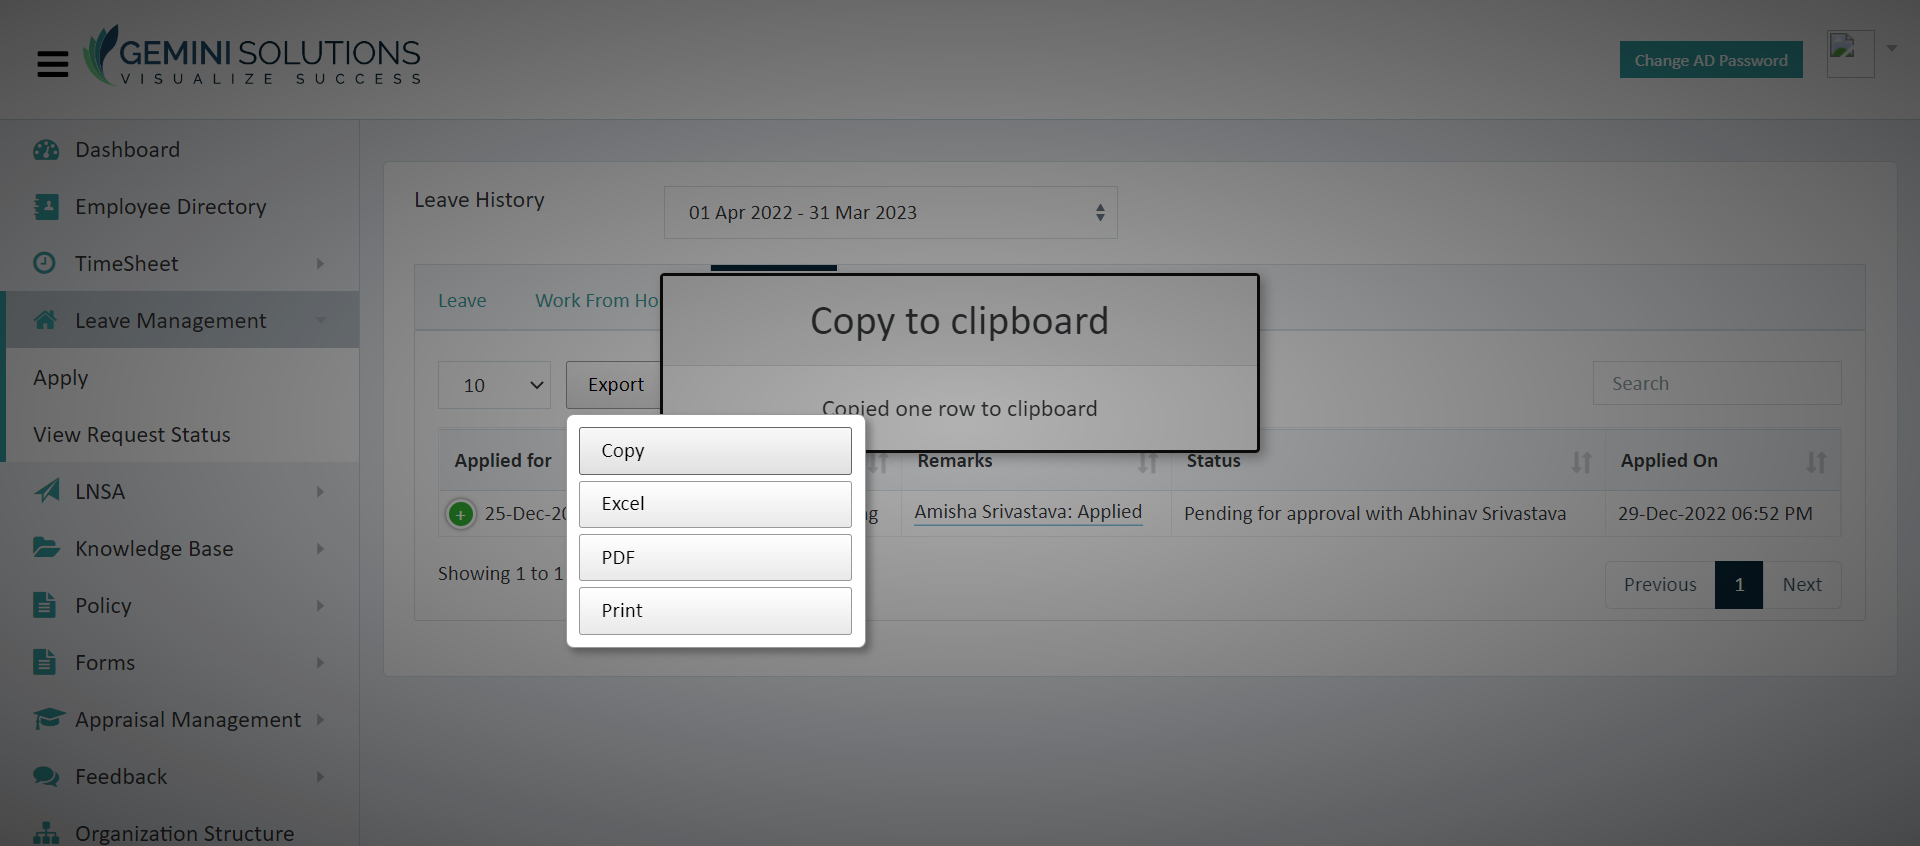 GEMINI SOLUTIONS
VISUALIZE SUCCESS
Change AD Password
Dashboard
Employee Directory
TimeSheet
Leave Management
Apply
View Request Status
LNSA
Knowledge Base
Policy
Forms
Appraisal Management
Feedback
Organization Structure
Leave History
01 Apr 2022 - 31 Mar 2023
Leave
Work From Ho
Copy to clipboard
Copied one row to clipboard
10
Export
Search
Copy
Excel
PDF
Print
Applied for
Remarks
Status
Applied On
25-Dec-20
Amisha Srivastava: Applied
Pending for approval with Abhinav Srivastava
29-Dec-2022 06:52 PM
Showing 1 to 1
Previous
1
Next